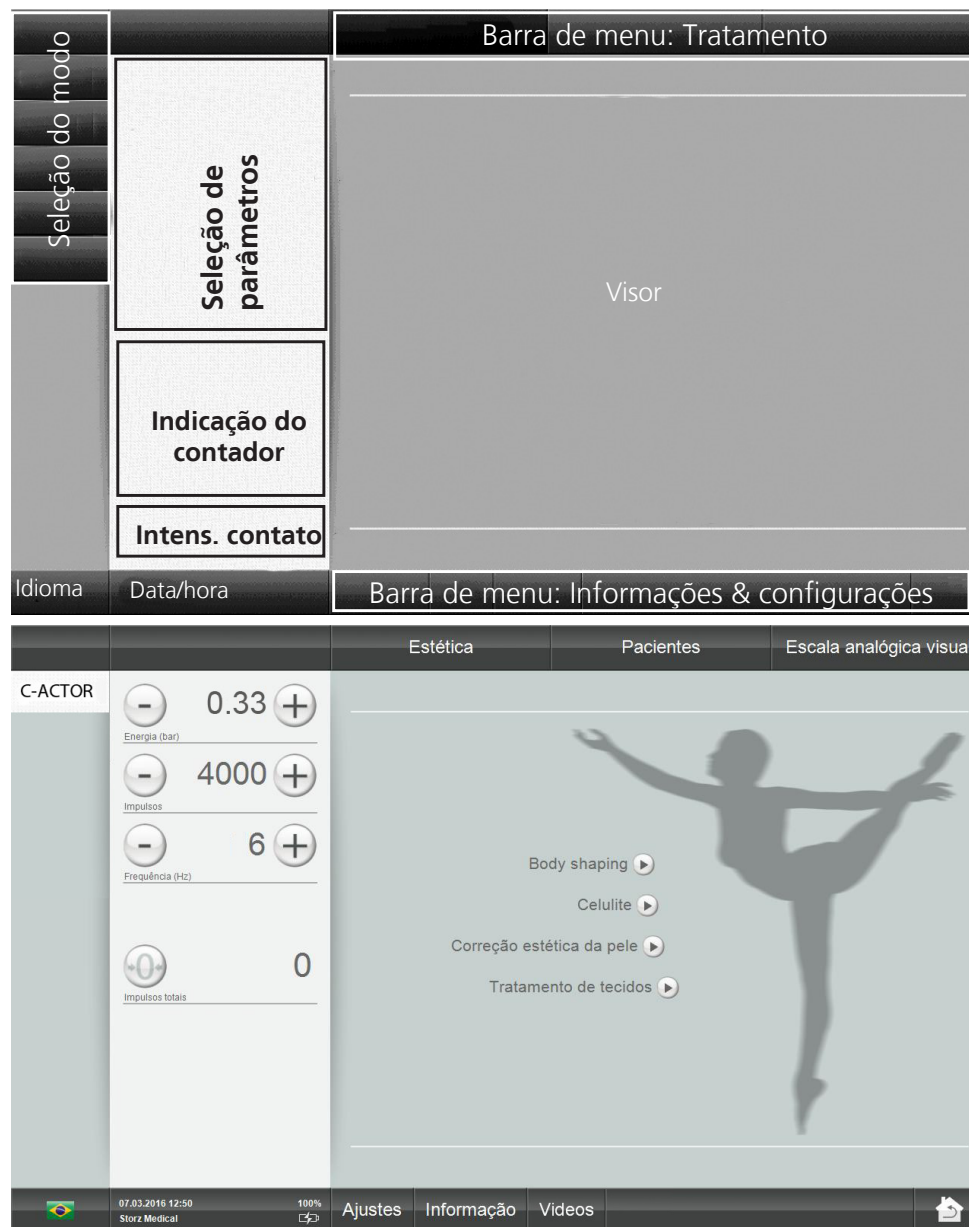 Seleção do modo
Barra de menu: Tratamento
Seleção de
parâmetros
Visor
Indicação do
contador
Intens. contato
Idioma
Data/hora
Barra de menu: Informações & configurações
Estética
Pacientes
Escala analógica visua
C-ACTOR
- 0.33 +
Energia (bar)
- 4000 +
Impulsos
- 6 +
Frequência (Hz)
Body shaping
Celulite
Correção estética da pele
Tratamento de tecidos
·0· 0
Impulsos totais
07.03.2016 12:50 100%
Storz Medical
Ajustes
Informação
Videos